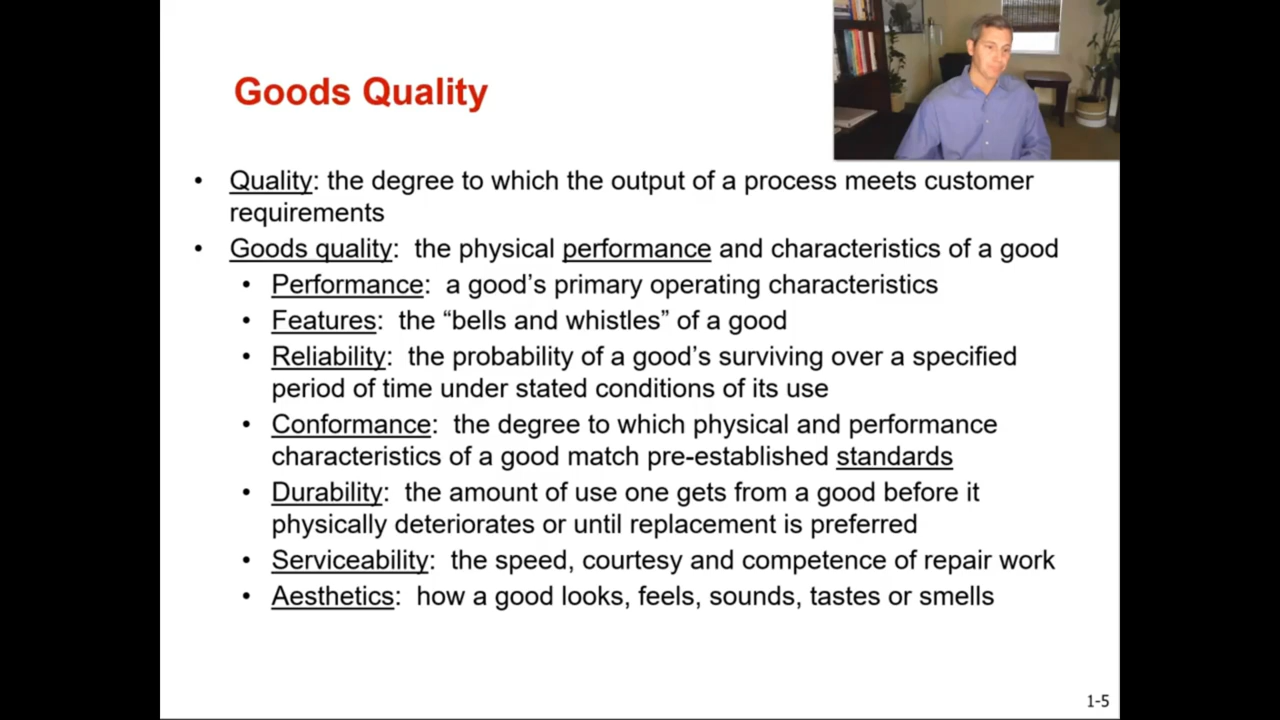 Goods Quality
• Quality: the degree to which the output of a process meets customer
requirements
• Goods quality: the physical performance and characteristics of a good
• Performance: a good’s primary operating characteristics
• Features: the “bells and whistles” of a good
• Reliability: the probability of a good’s surviving over a specified
period of time under stated conditions of its use
• Conformance: the degree to which physical and performance
characteristics of a good match pre-established standards
• Durability: the amount of use one gets from a good before it
physically deteriorates or until replacement is preferred
• Serviceability: the speed, courtesy and competence of repair work
• Aesthetics: how a good looks, feels, sounds, tastes or smells
1-5